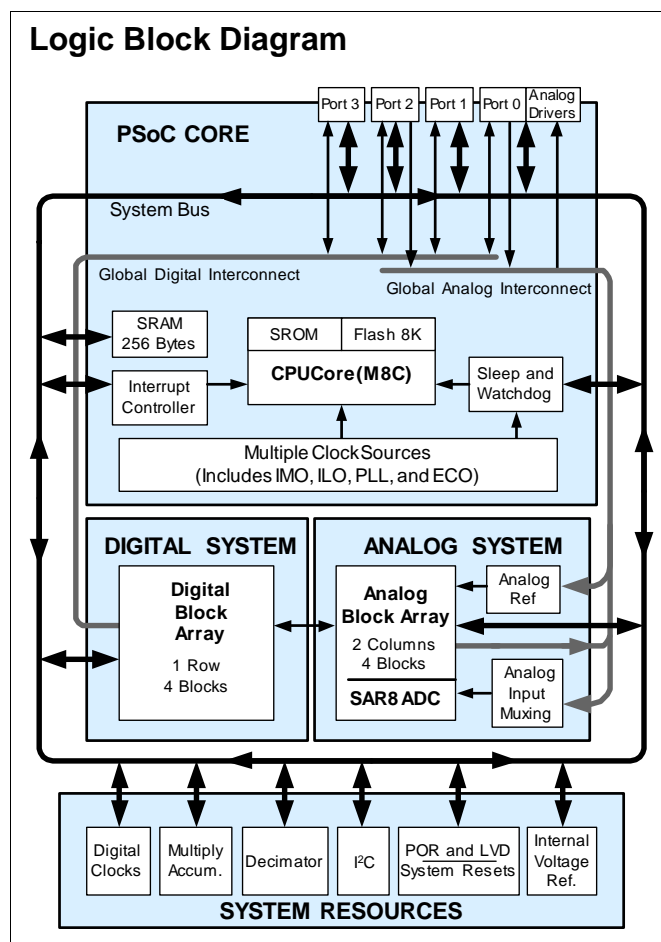 Logic Block Diagram
Port 3
Port 2
Port 1
Port 0
Analog
Drivers
PSoC CORE
System Bus
Global Digital Interconnect
Global Analog Interconnect
SRAM
256 Bytes
SROM
Flash 8K
CPUCore(M8C)
Interrupt
Controller
Sleep and
Watchdog
Multiple ClockSources
(Includes IMO, ILO, PLL, and ECO)
DIGITAL SYSTEM
Digital
Block
Array
1 Row
4 Blocks
ANALOG SYSTEM
Analog
Block Array
2 Columns
4 Blocks
SAR8 ADC
Analog
Ref
Analog
Input
Muxing
Digital
Clocks
Multiply
Accum.
Decimator
I²C
POR and LVD
System Resets
Internal
Voltage
Ref.
SYSTEM RESOURCES